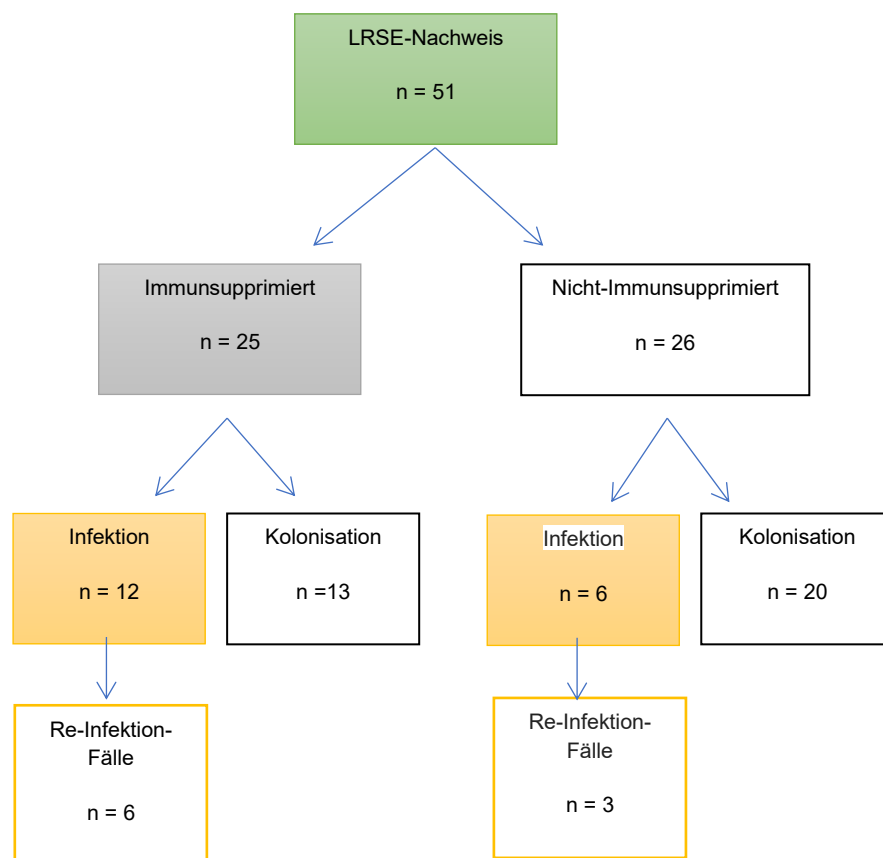 LRSE-Nachweis
n = 51
Immunsupprimiert
n = 25
Nicht-Immunsupprimiert
n = 26
Infektion
n = 12
Kolonisation
n =13
Infektion
n = 6
Kolonisation
n = 20
Re-Infektion-
Fälle
n = 6
Re-Infektion-
Fälle
n = 3